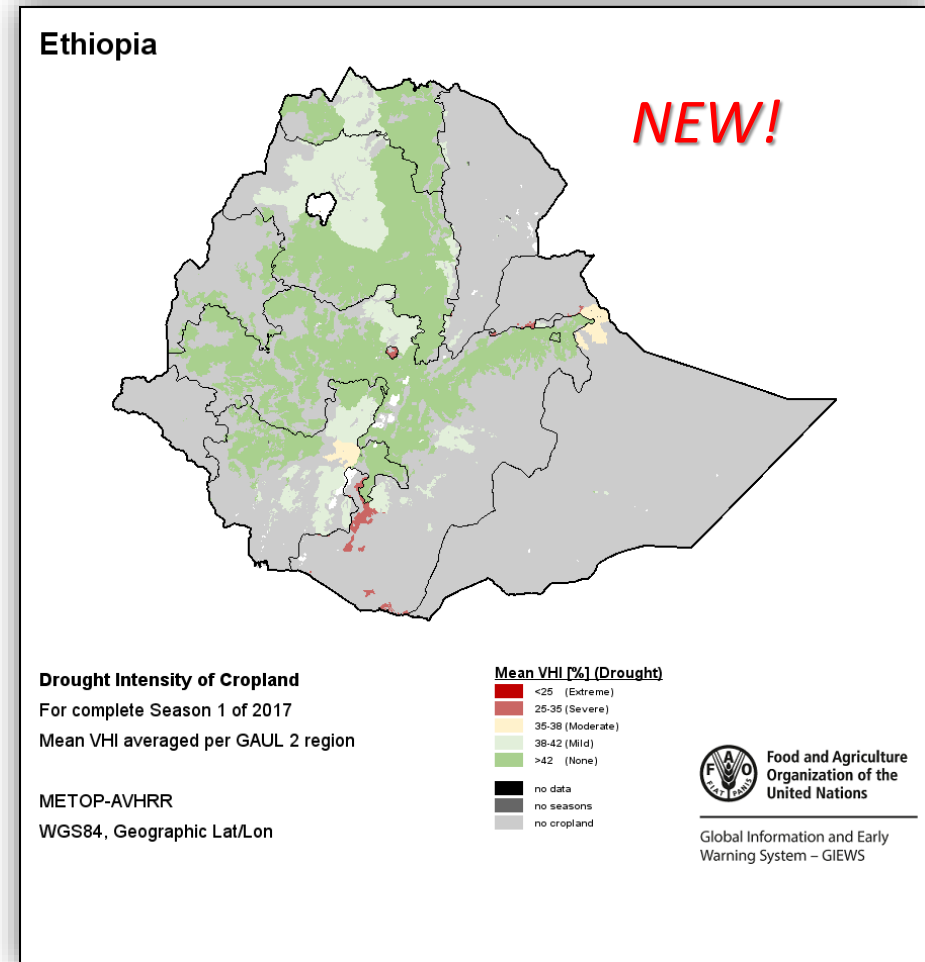 Ethiopia
NEW!
Drought Intensity of Cropland
For complete Season 1 of 2017
Mean VHI averaged per GAUL 2 region
METOP-AVHRR
WGS84, Geographic Lat/Lon
Mean VHI [%] (Drought)
<25 (Extreme)
25-35 (Severe)
35-38 (Moderate)
38-42 (Mild)
>42 (None)
no data
no seasons
no cropland
F A O
FIAT PANIS
Food and Agriculture
Organization of the
United Nations
Global Information and Early
Warning System – GIEWS